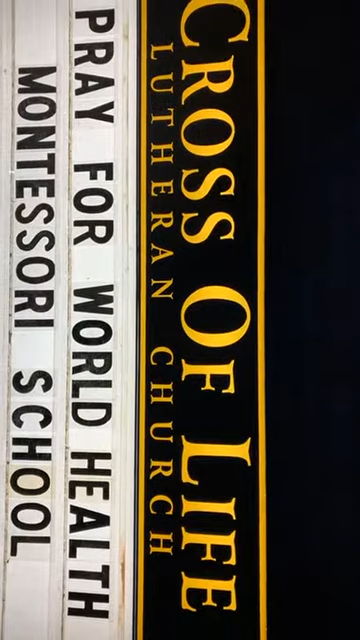 CROSS OF LIFE
LUTHERAN CHURCH
PRAY FOR WORLD HEALTH
MONTESSORI SCHOOL